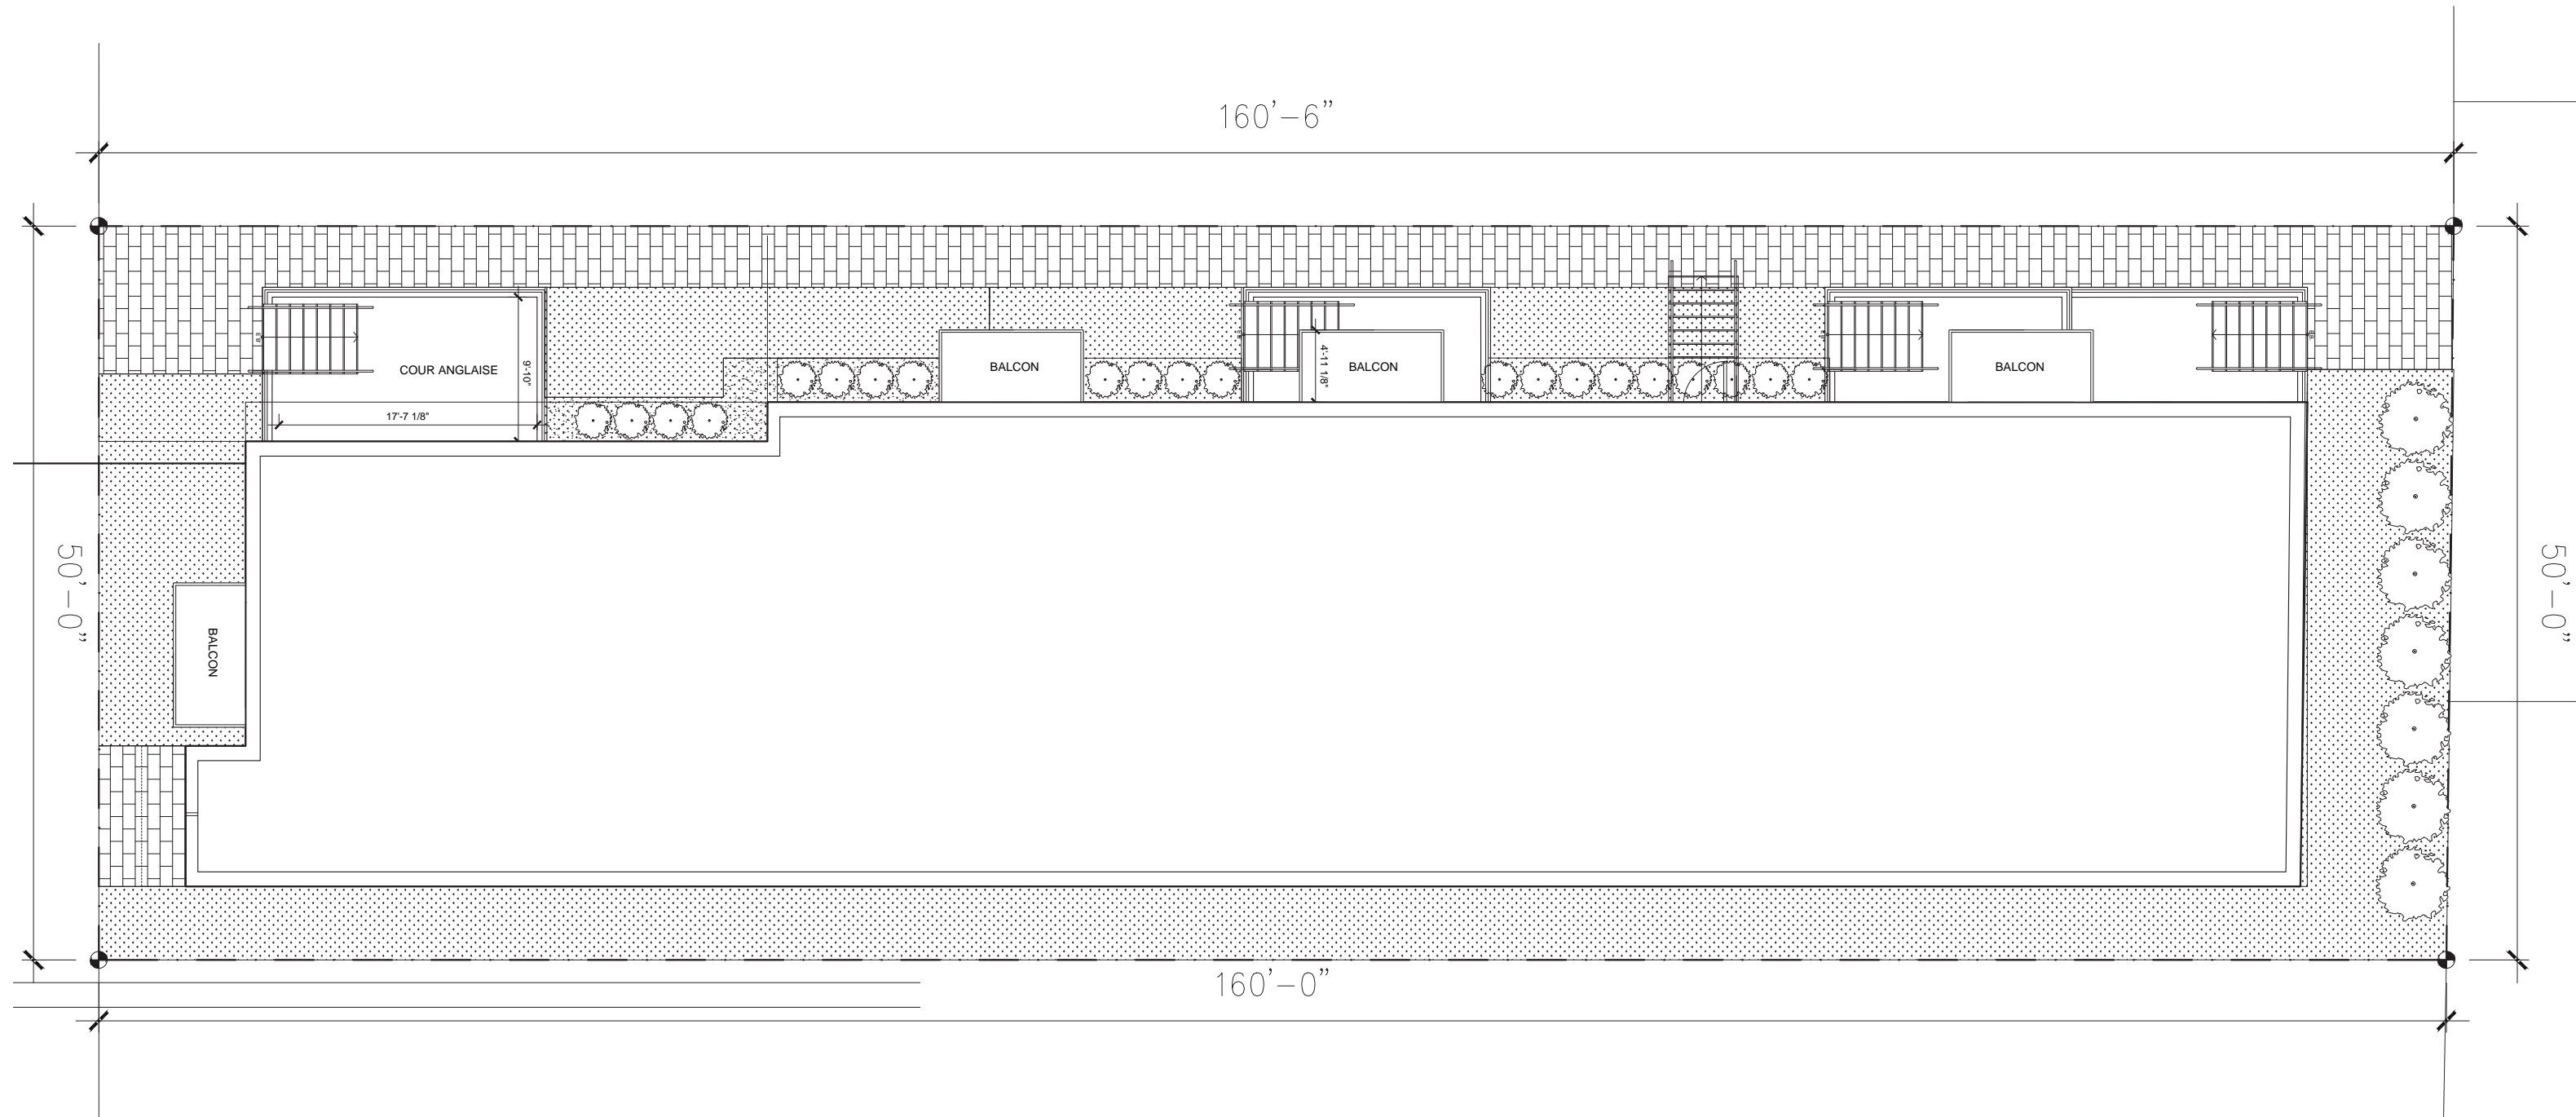 160'-6"
COUR ANGLAISE
9'-10"
17'-7 1/8"
BALCON
4'-11 1/8"
BALCON
BALCON
50'-0"
BALCON
50'-0"
160'-0"